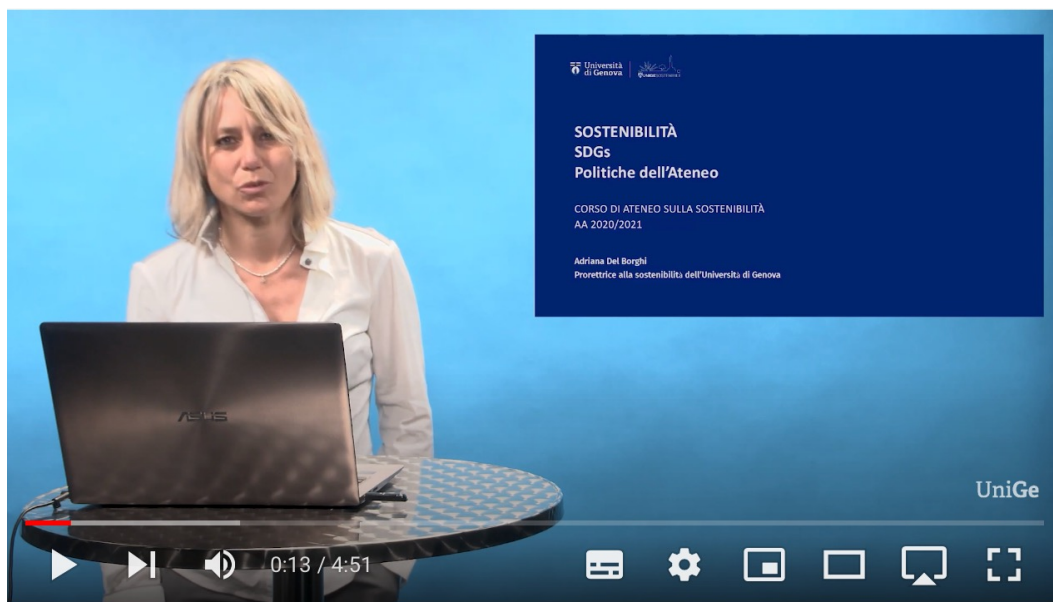 Università
di Genova
UNIGESOSTENIBILE
SOSTENIBILITÀ
SDGs
Politiche dell'Ateneo
CORSO DI ATENEO SULLA SOSTENIBILITÀ
AA 2020/2021
Adriana Del Borghi
Prorettrice alla sostenibilità dell'Università di Genova
ASUS
UniGe
0:13 / 4:51